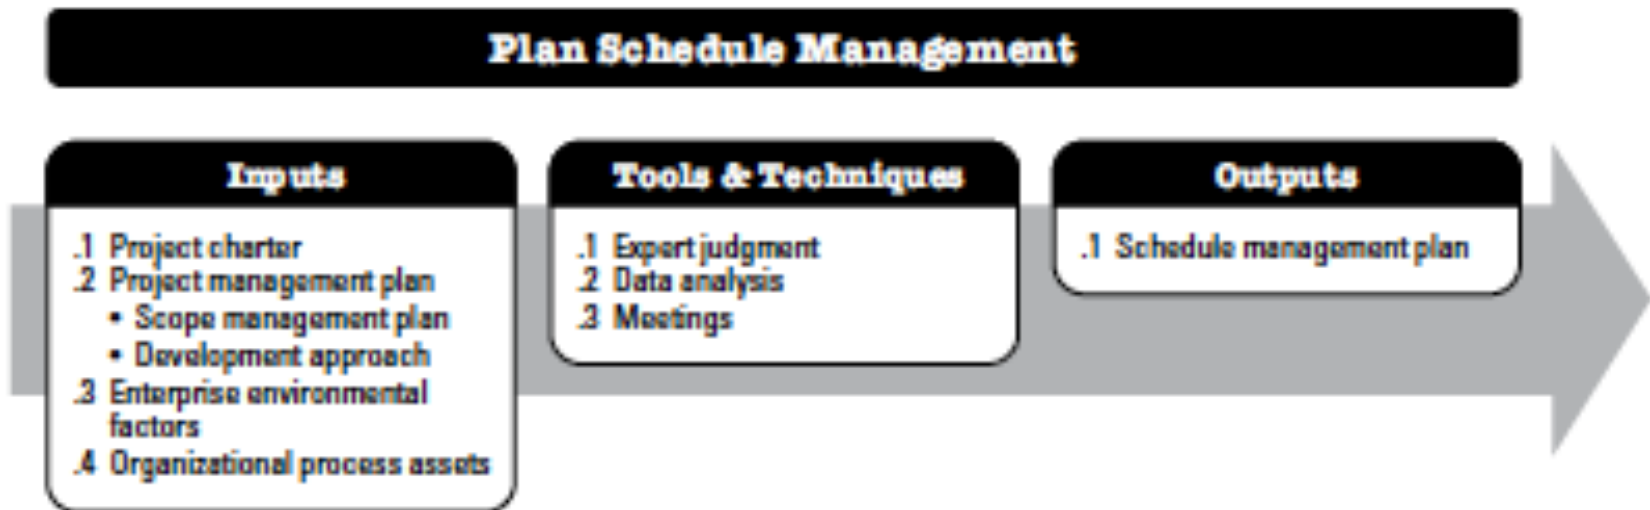 Plan Schedule Management
Inputs
.1 Project charter
.2 Project management plan
• Scope management plan
• Development approach
.3 Enterprise environmental
factors
.4 Organizational process assets
Tools & Techniques
.1 Expert judgment
.2 Data analysis
.3 Meetings
Outputs
.1 Schedule management plan